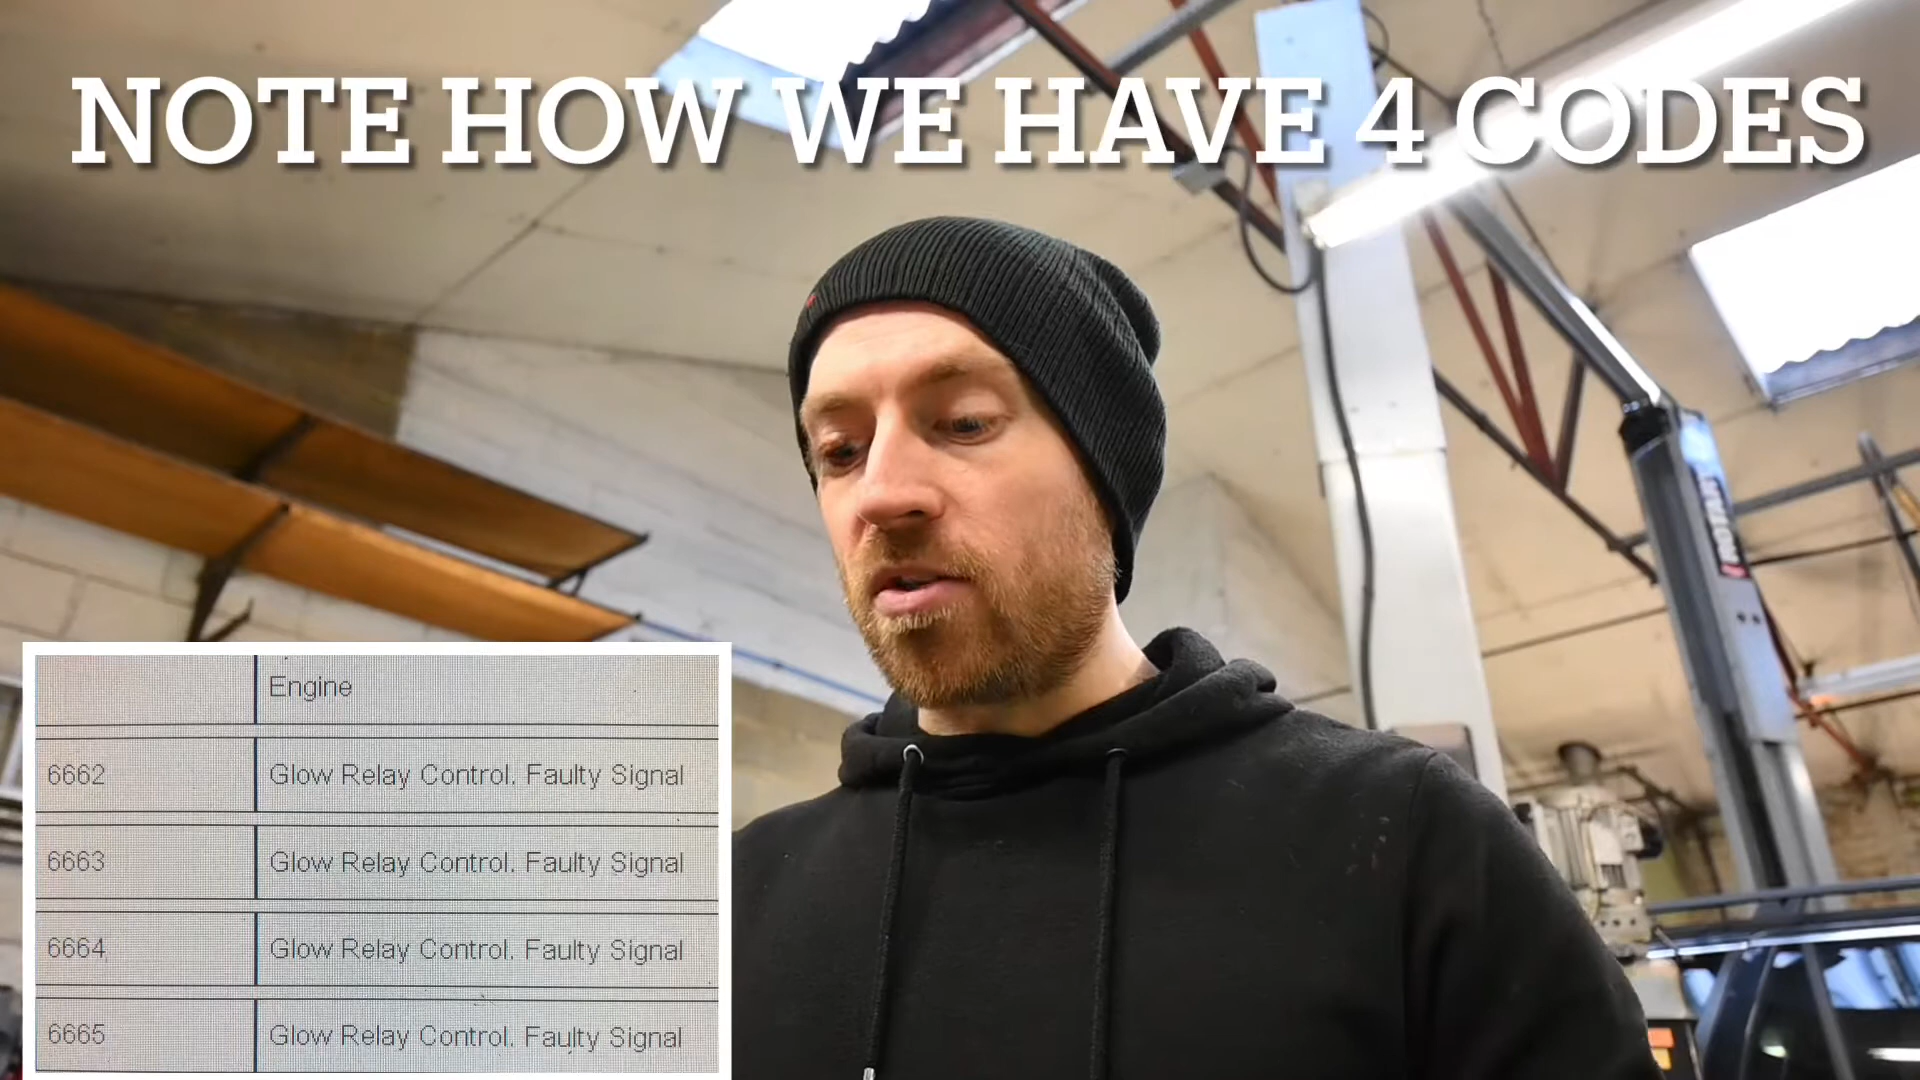 NOTE HOW WE HAVE 4 CODES
Engine
6662 Glow Relay Control. Faulty Signal
6663 Glow Relay Control. Faulty Signal
6664 Glow Relay Control. Faulty Signal
6665 Glow Relay Control. Faulty Signal